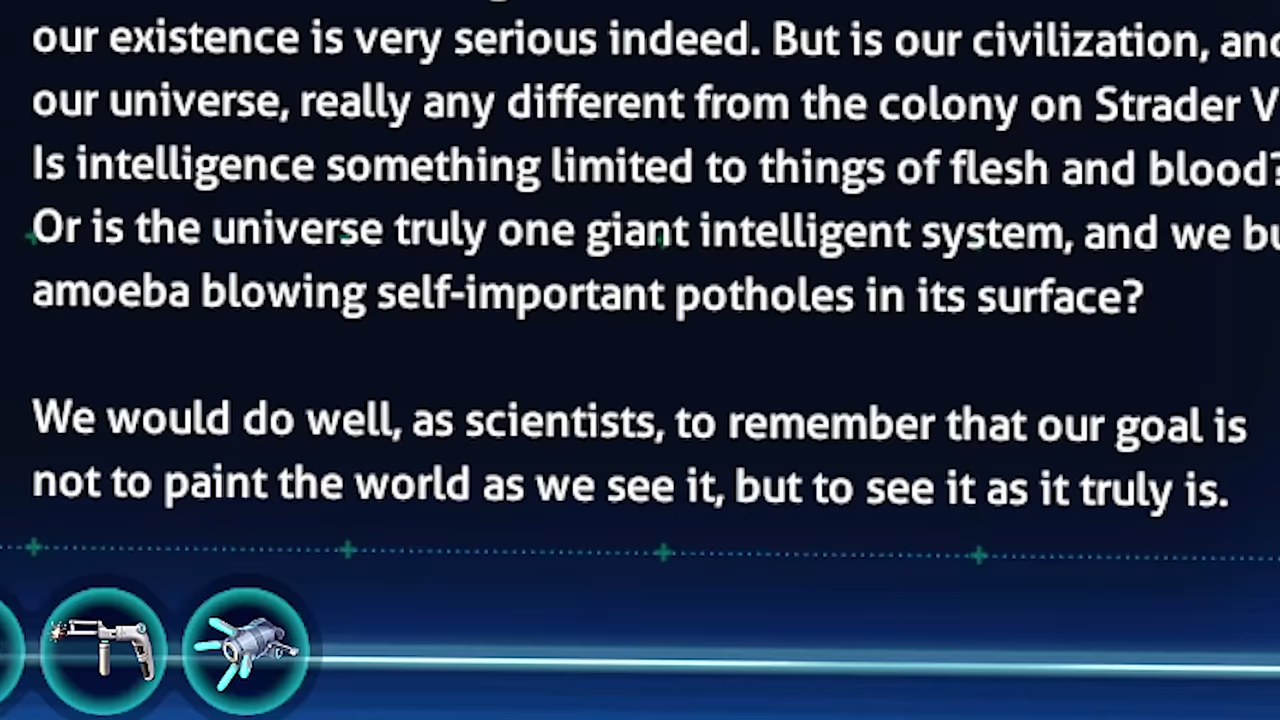 our existence is very serious indeed. But is our civilization, and
our universe, really any different from the colony on Strader
Is intelligence something limited to things of flesh and blood?
Or is the universe truly one giant intelligent system, and we
amoeba blowing self-important potholes in its surface?
We would do well, as scientists, to remember that our goal is
not to paint the world as we see it, but to see it as it truly is.